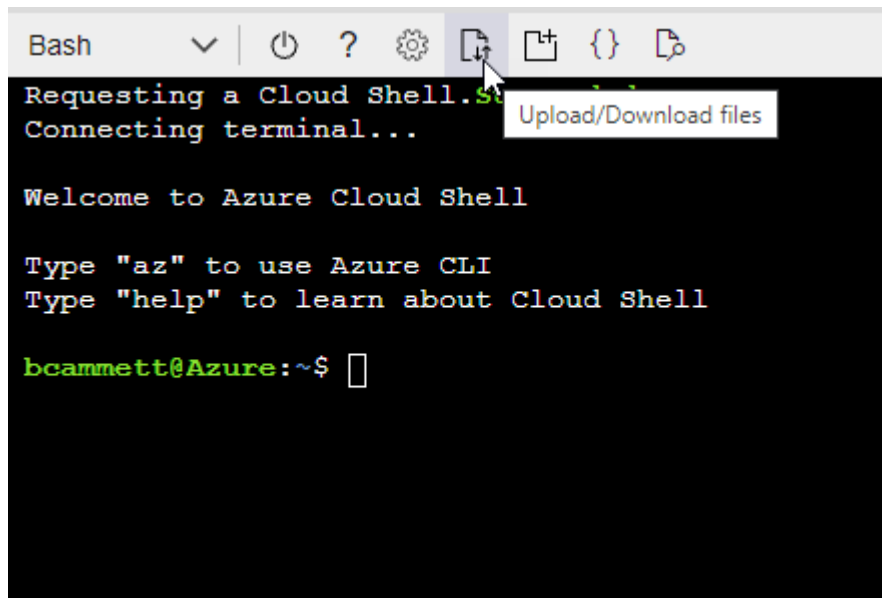 Bash
?
{}
Requesting a Cloud Shell.
Upload/Download files
Connecting terminal...
Welcome to Azure Cloud Shell
Type "az" to use Azure CLI
Type "help" to learn about Cloud Shell
bcammett@Azure:~$